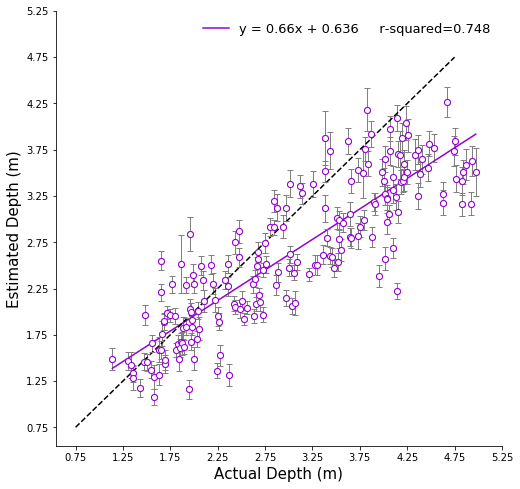 5.25
y = 0.66x + 0.636 r-squared=0.748
4.75
4.25
3.75
3.25
2.75
2.25
1.75
1.25
0.75
Estimated Depth (m)
0.75 1.25 1.75 2.25 2.75 3.25 3.75 4.25 4.75 5.25
Actual Depth (m)